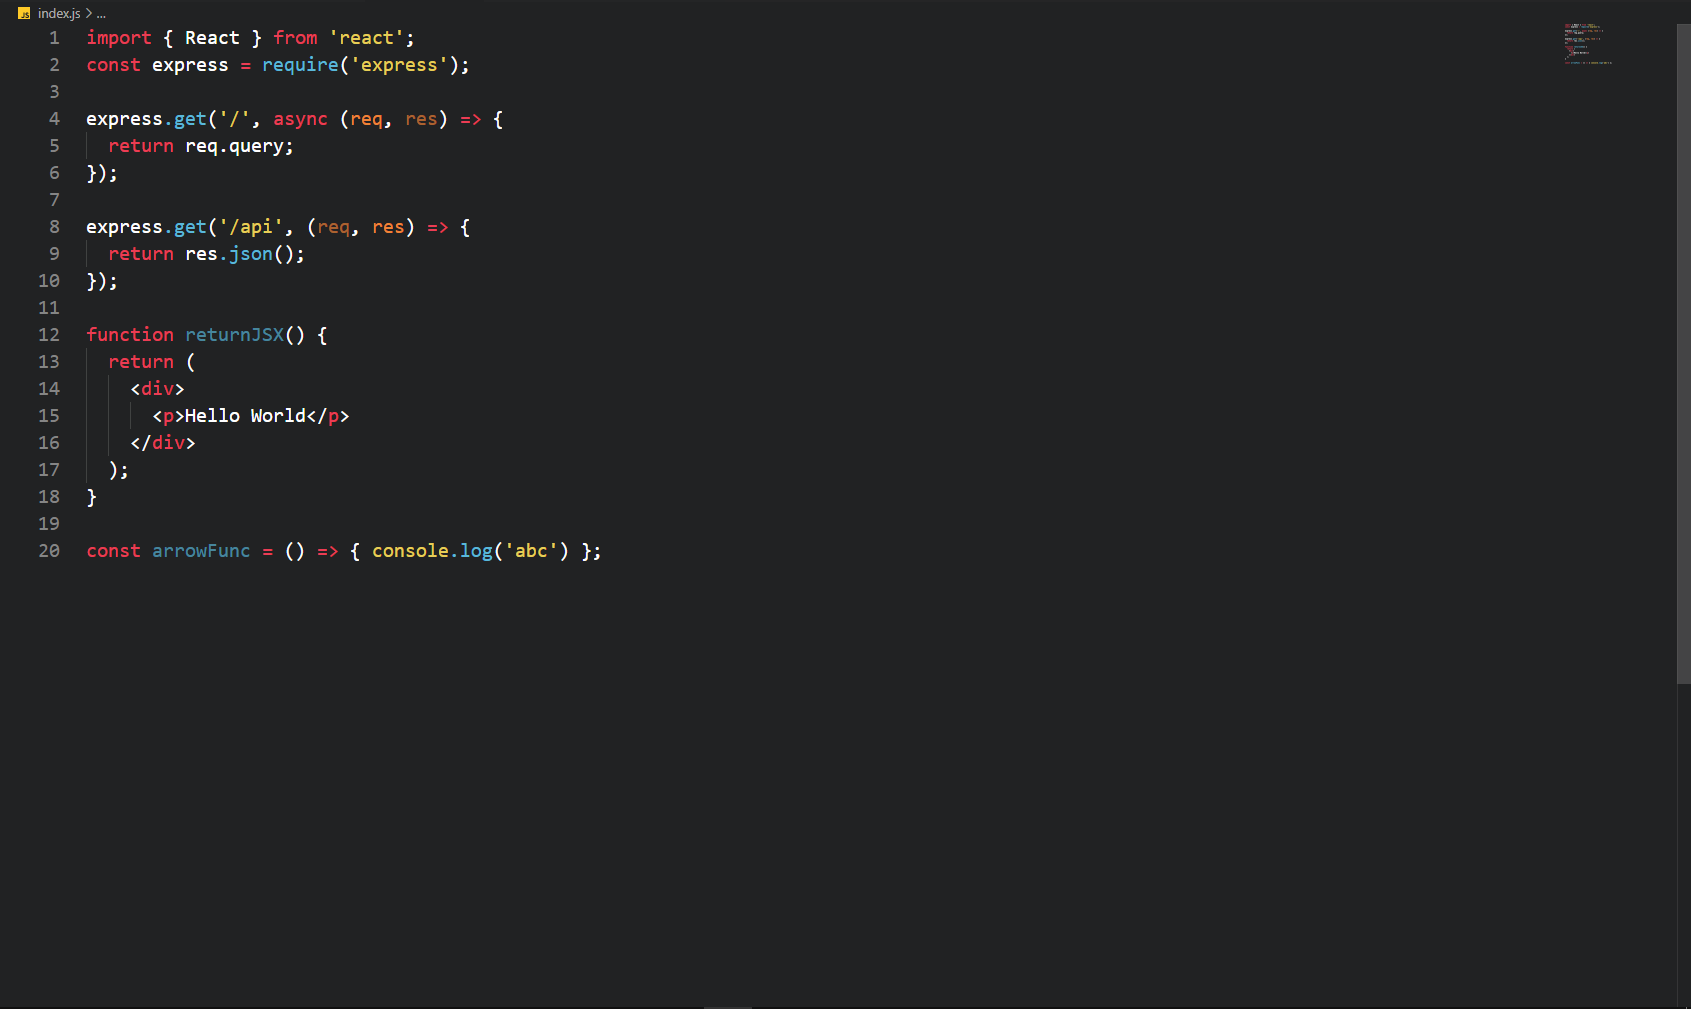 JS index.js > ...
1 import { React } from 'react';
2 const express = require('express');
3
4 express.get('/', async (req, res) => {
5   return req.query;
6 });
7
8 express.get('/api', (req, res) => {
9   return res.json();
10 });
11
12 function returnJSX() {
13   return (
14     <div>
15       <p>Hello World</p>
16     </div>
17   );
18 }
19
20 const arrowFunc = () => { console.log('abc') };